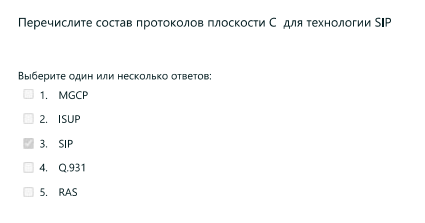 Перечислите состав протоколов плоскости С для технологии SIP
Выберите один или несколько ответов:
1. MGCP
2. ISUP
3. SIP
4. Q.931
5. RAS